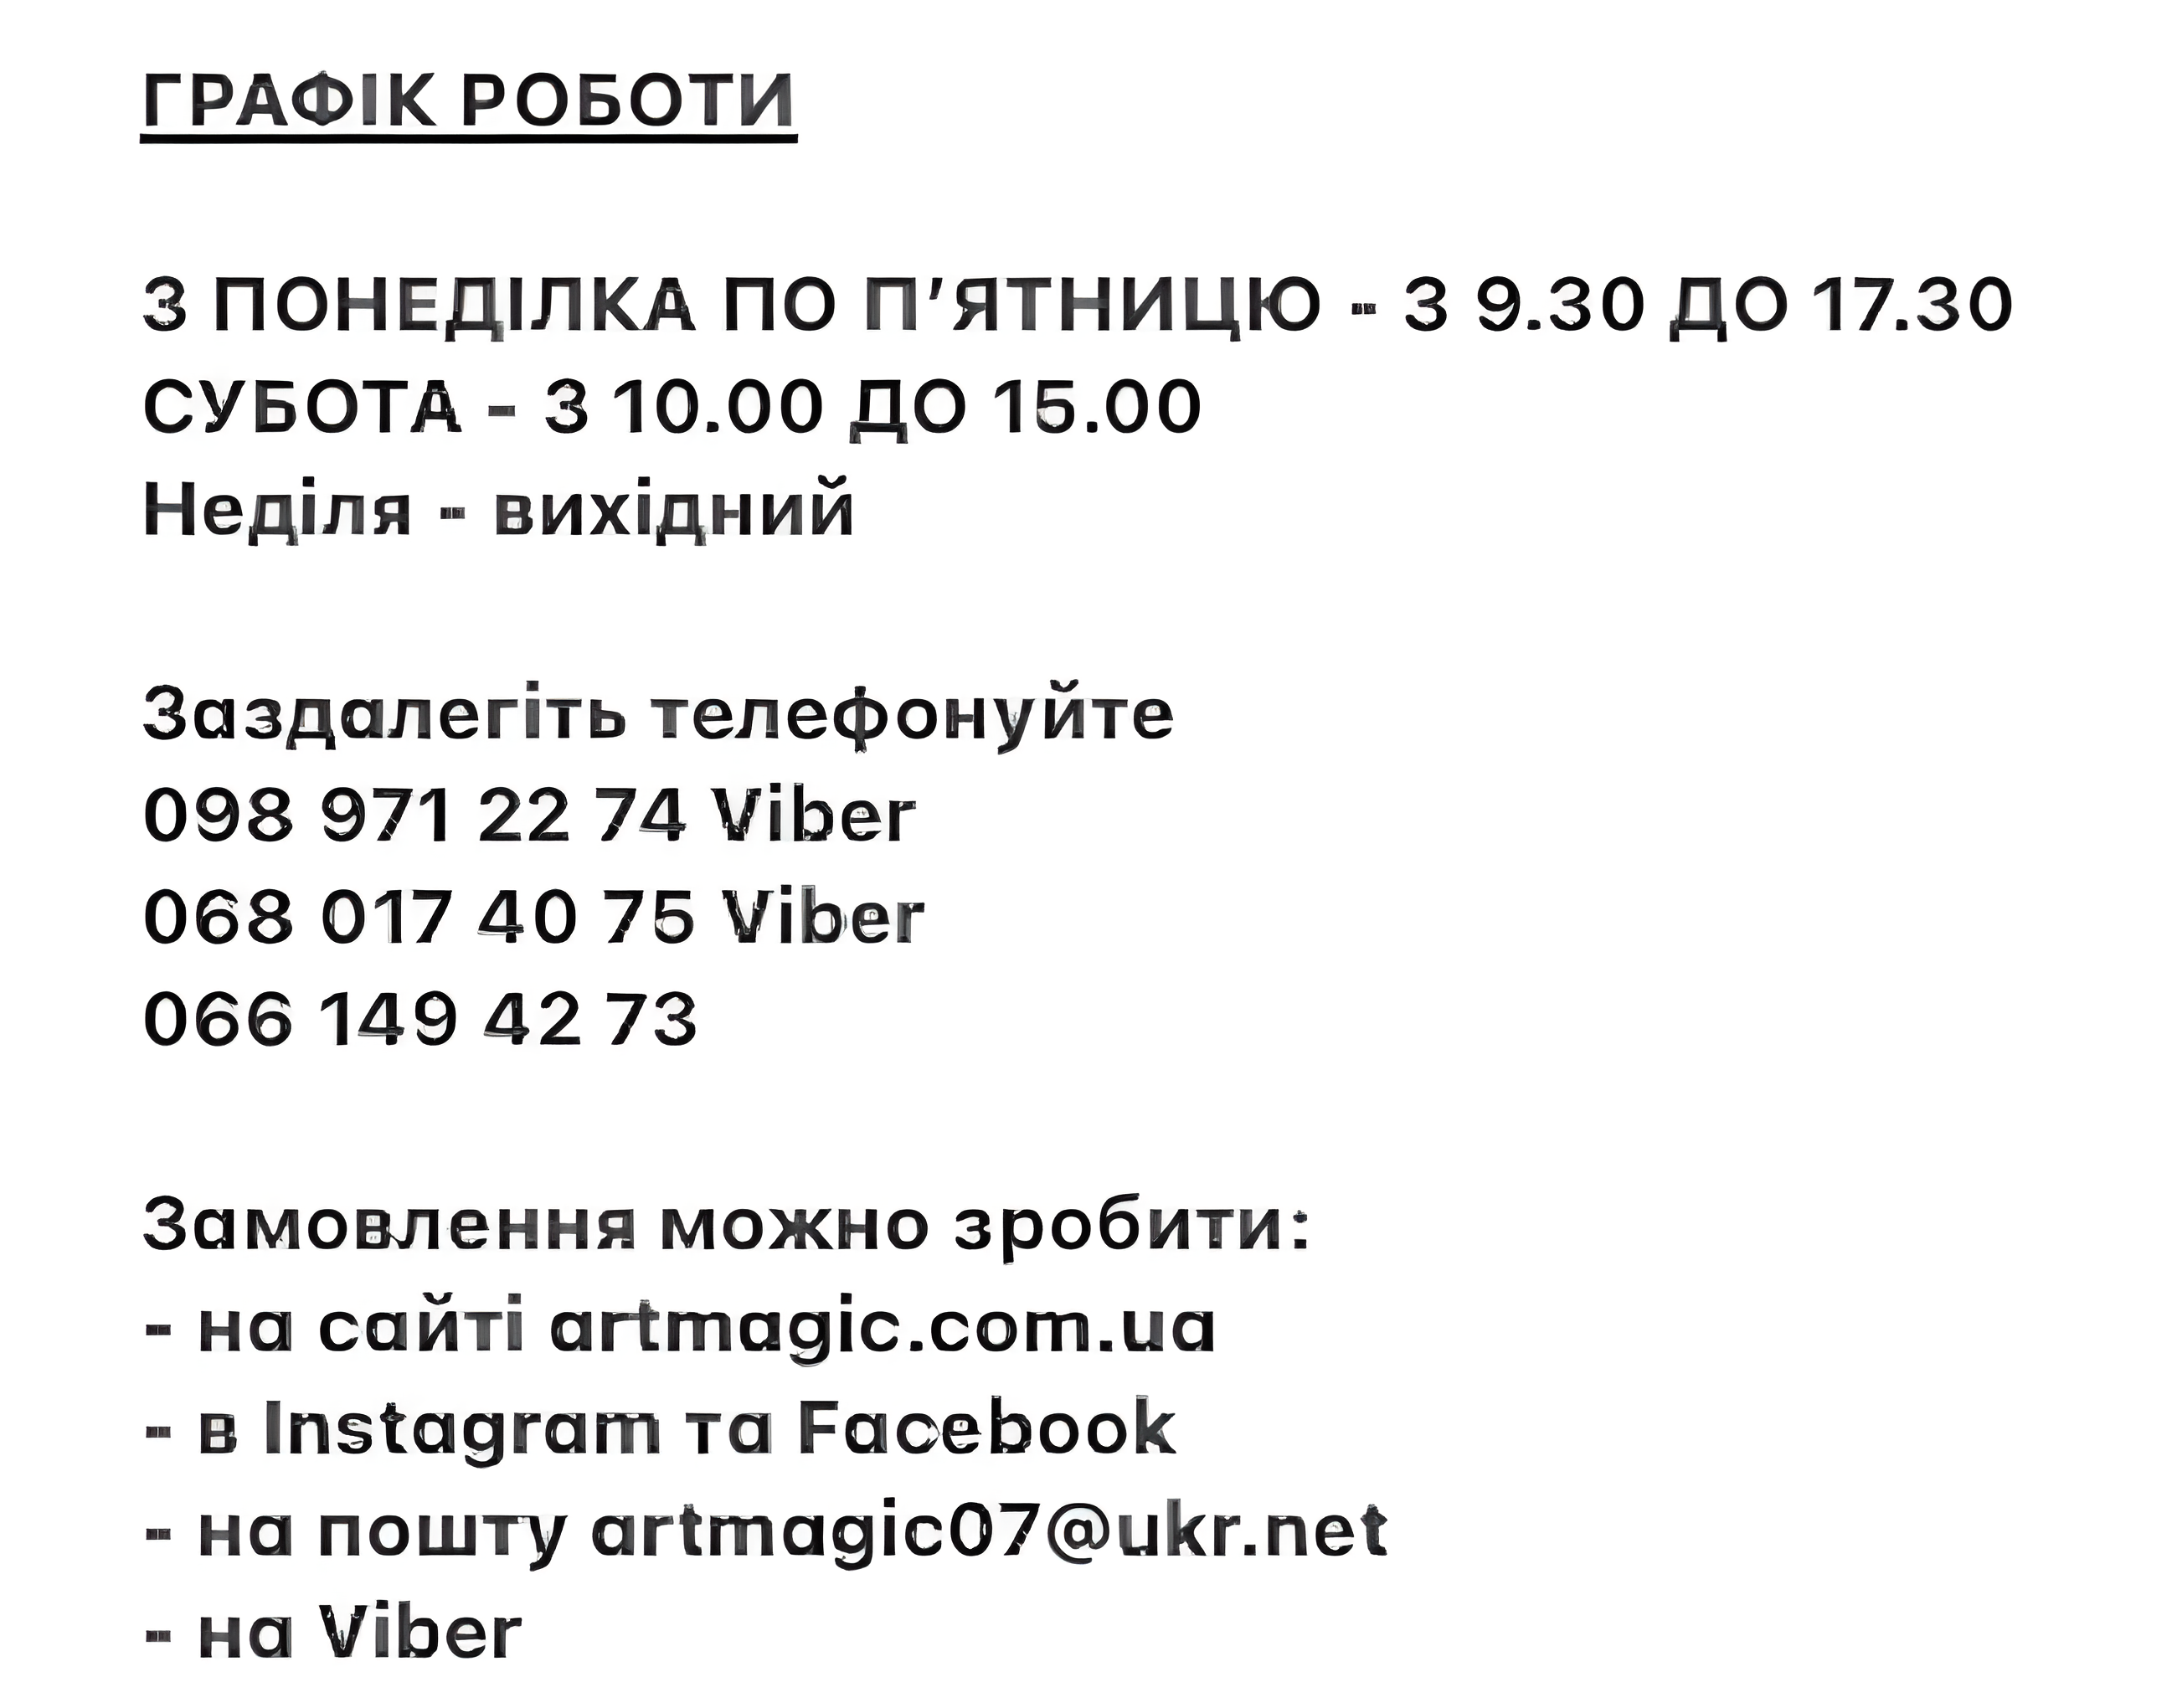 ГРАФІК РОБОТИ
З ПОНЕДІЛКА ПО П'ЯТНИЦЮ - З 9.30 ДО 17.30
СУБОТА - З 10.00 ДО 15.00
Неділя - вихідний
Заздалегіть телефонуйте
098 971 22 74 Viber
068 017 40 75 Viber
066 149 42 73
Замовлення можно зробити:
- на сайті artmagic.com.ua
- в Instagram та Facebook
- на пошту artmagic07@ukr.net
- на Viber